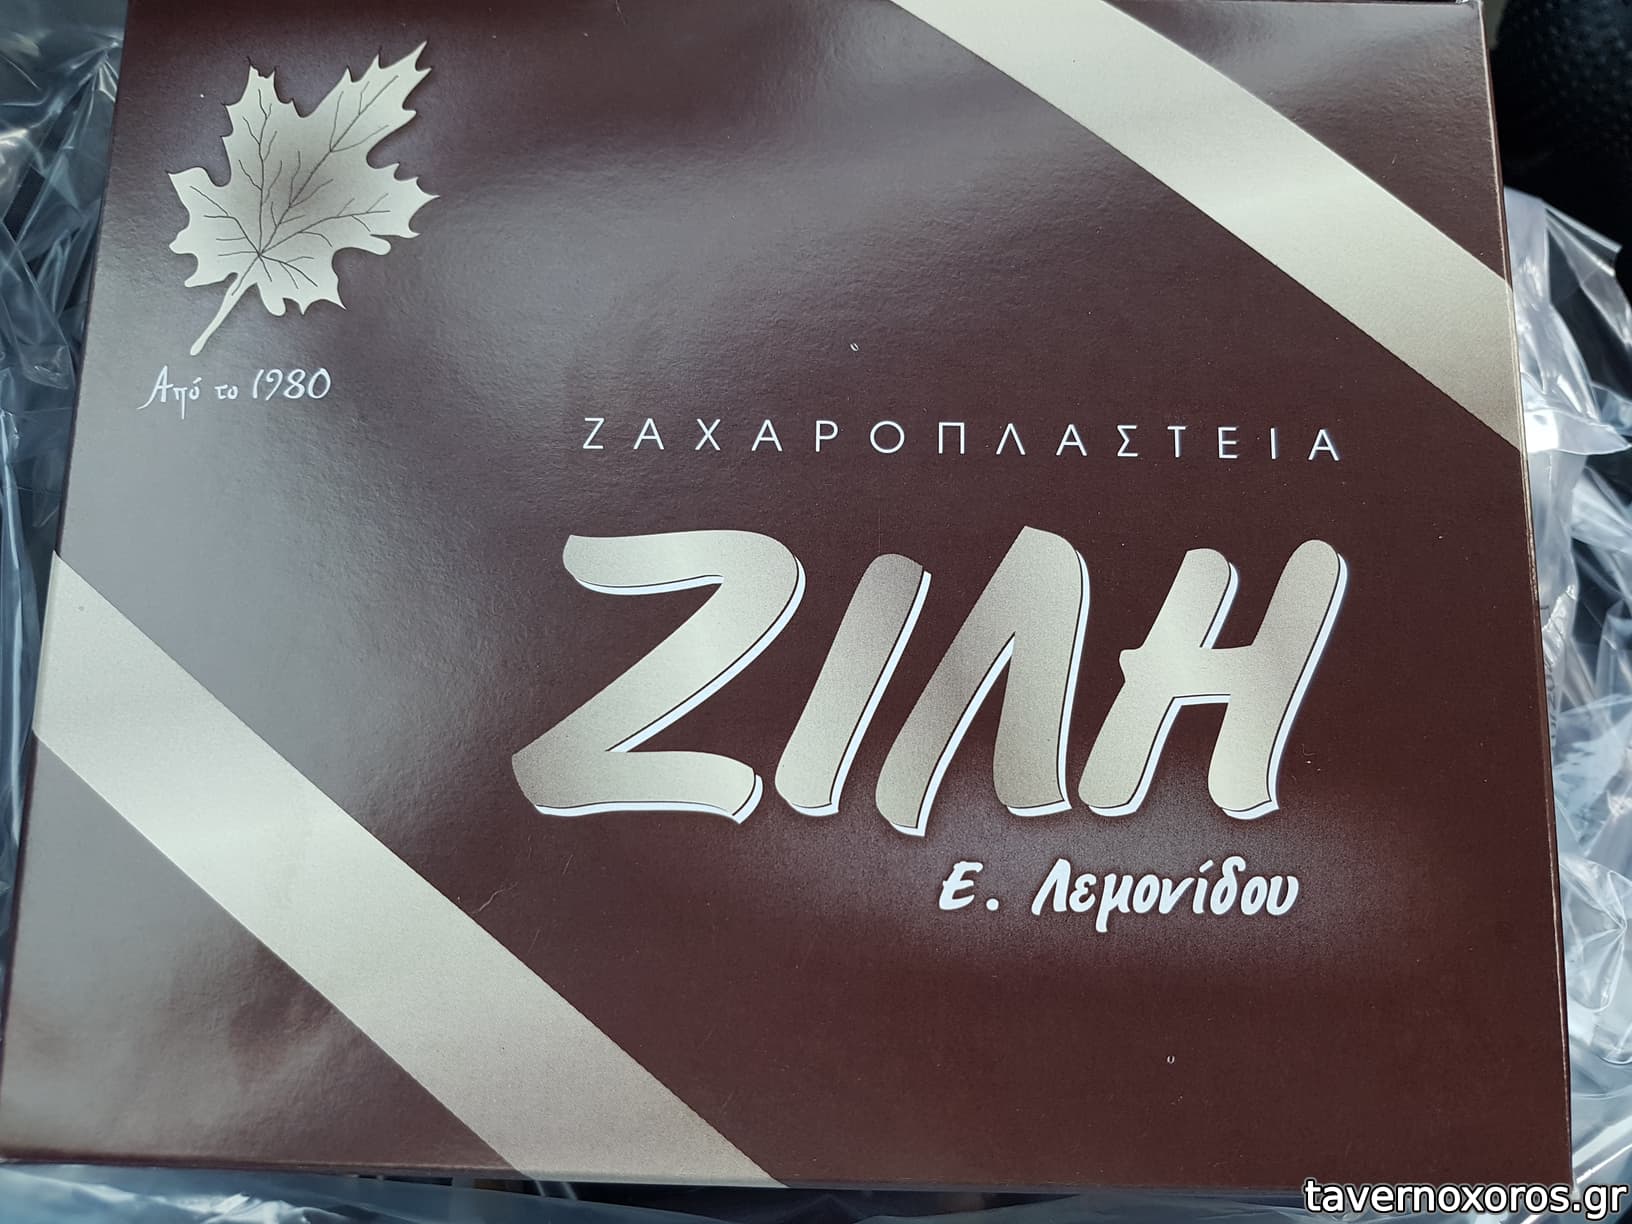 Από το 1980
ΖΑΧΑΡΟΠΛΑΣΤΕΙΑ
ΖΙΛΗ
Ε. Λεμονίδου
tavernoxoros.gr